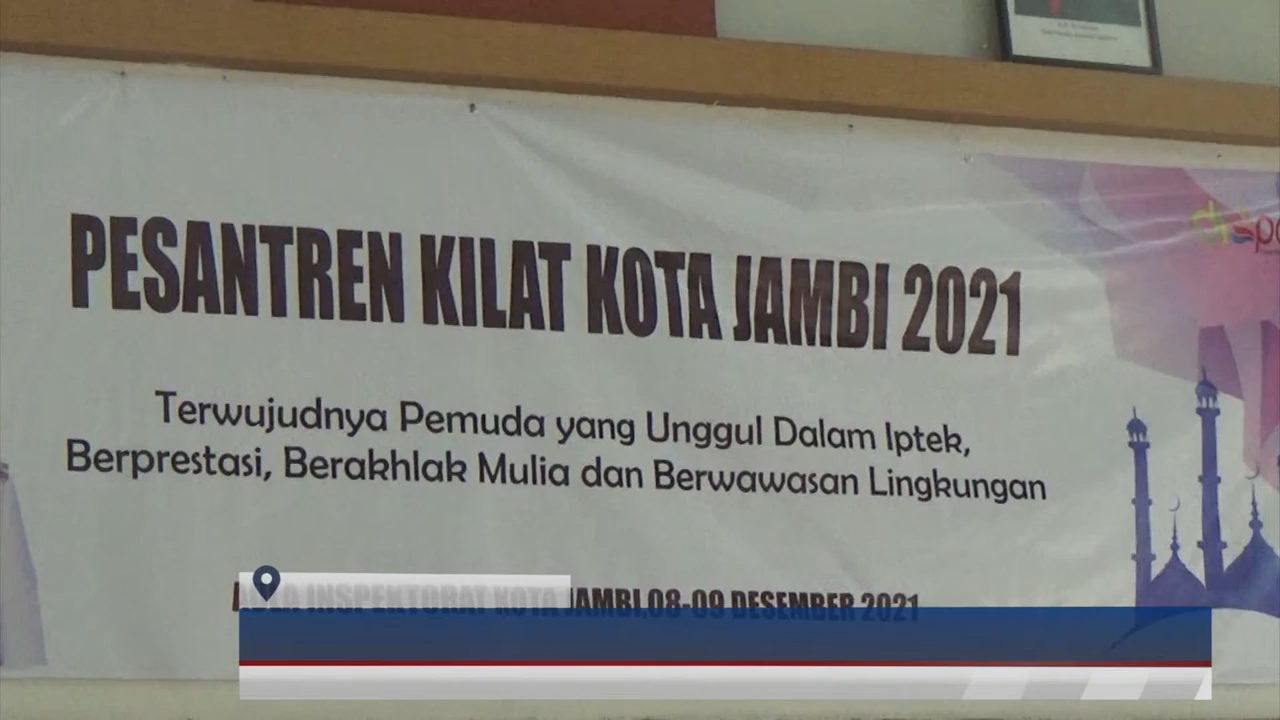 PESANTREN KILAT KOTA JAMBI 2021
Terwujudnya Pemuda yang Unggul Dalam Iptek,
Berprestasi, Berakhlak Mulia dan Berwawasan Lingkungan
AULA INSPEKTORAT KOTA JAMBI,08-09 DESEMBER 2021